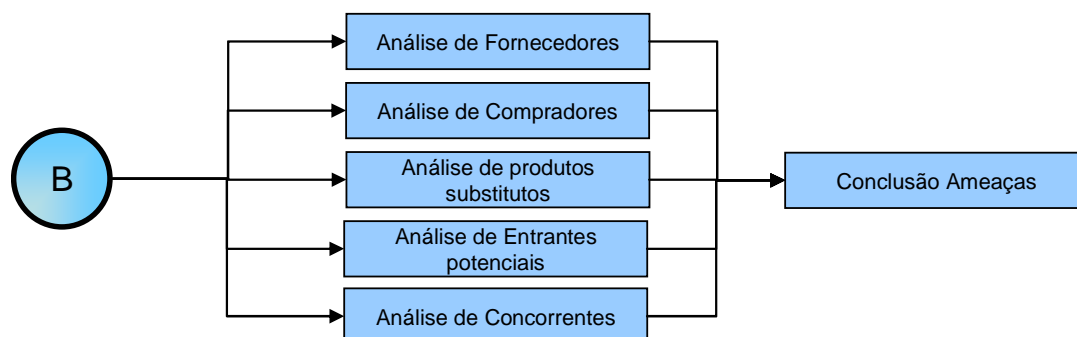 B
Análise de Fornecedores
Análise de Compradores
Análise de produtos
substitutos
Análise de Entrantes
potenciais
Análise de Concorrentes
Conclusão Ameaças